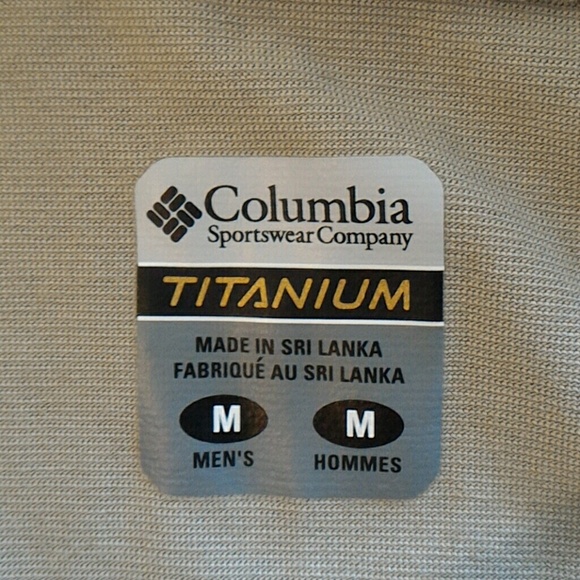 Columbia
Sportswear Company
TITANIUM
MADE IN SRI LANKA
FABRIQUÉ AU SRI LANKA
M M
MEN'S HOMMES